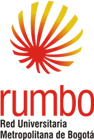 rumbo
Red Universitaria
Metropolitana de Bogotá